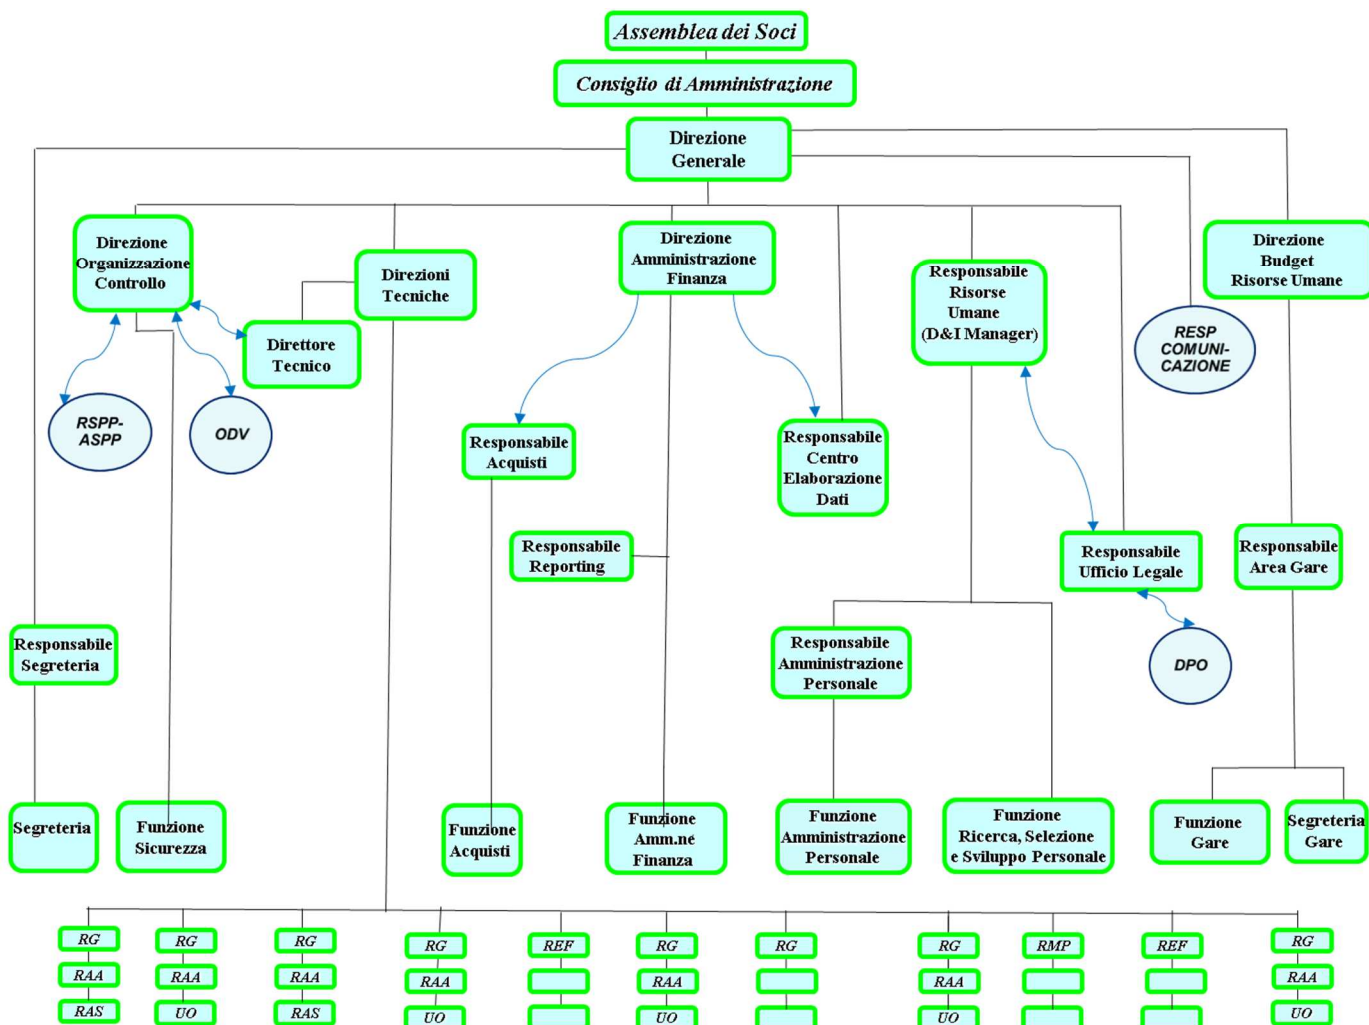 Assemblea dei Soci
Consiglio di Amministrazione
Direzione
Generale
Direzione
Organizzazione
Controllo
Direzioni
Tecniche
Direttore
Tecnico
Direzione
Amministrazione
Finanza
Responsabile
Risorse
Umane
(D&I Manager)
RESP
COMUNI-
CAZIONE
Direzione
Budget
Risorse Umane
RSPP-
ASPP
ODV
Responsabile
Acquisti
Responsabile
Centro
Elaborazione
Dati
Responsabile
Reporting
Responsabile
Ufficio Legale
Responsabile
Area Gare
Responsabile
Segreteria
Responsabile
Amministrazione
Personale
DPO
Segreteria
Funzione
Sicurezza
Funzione
Acquisti
Funzione
Amm.ne
Finanza
Funzione
Amministrazione
Personale
Funzione
Ricerca, Selezione
e Sviluppo Personale
Funzione
Gare
Segreteria
Gare
RG
RAA
RAS
RG
RAA
UO
RG
RAA
RAS
RG
RAA
UO
REF
RG
RAA
UO
RG
RG
RAA
UO
RMP
REF
RG
RAA
UO